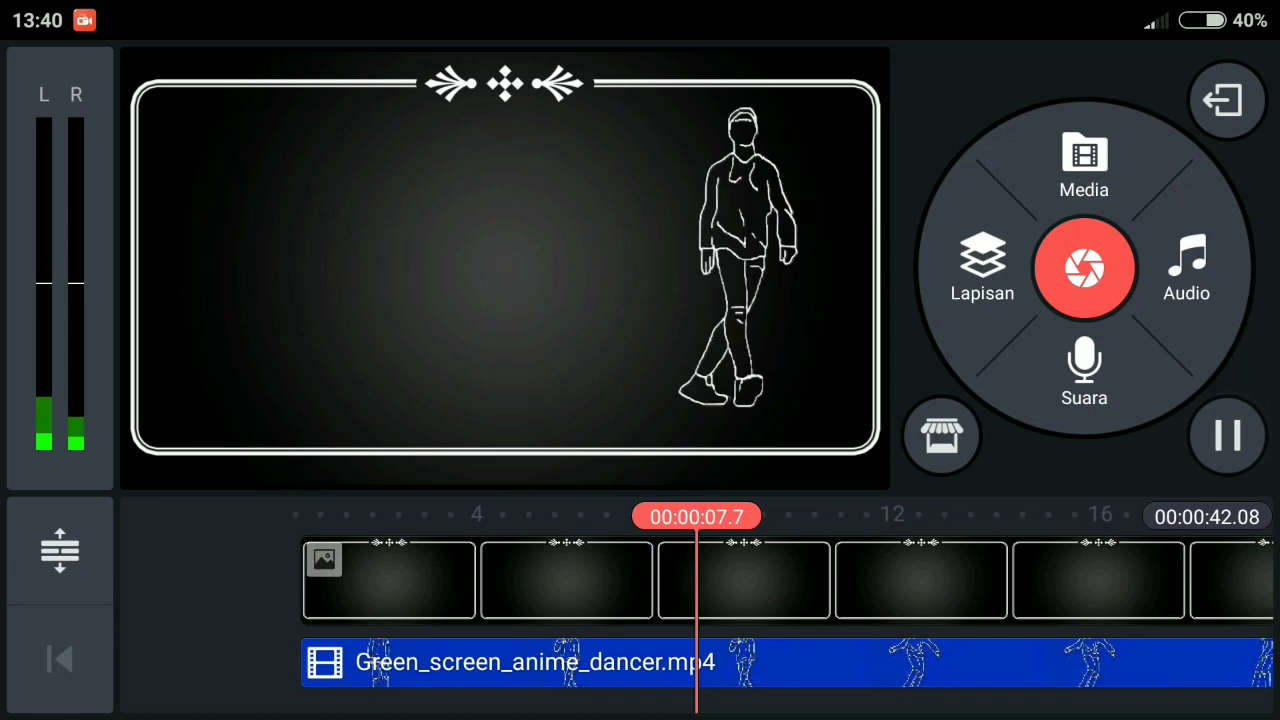 13:40
40%
L R
Media
Lapisan
Audio
Suara
4
00:00:07.7
12
16
00:00:42.08
Green_screen_anime_dancer.mp4